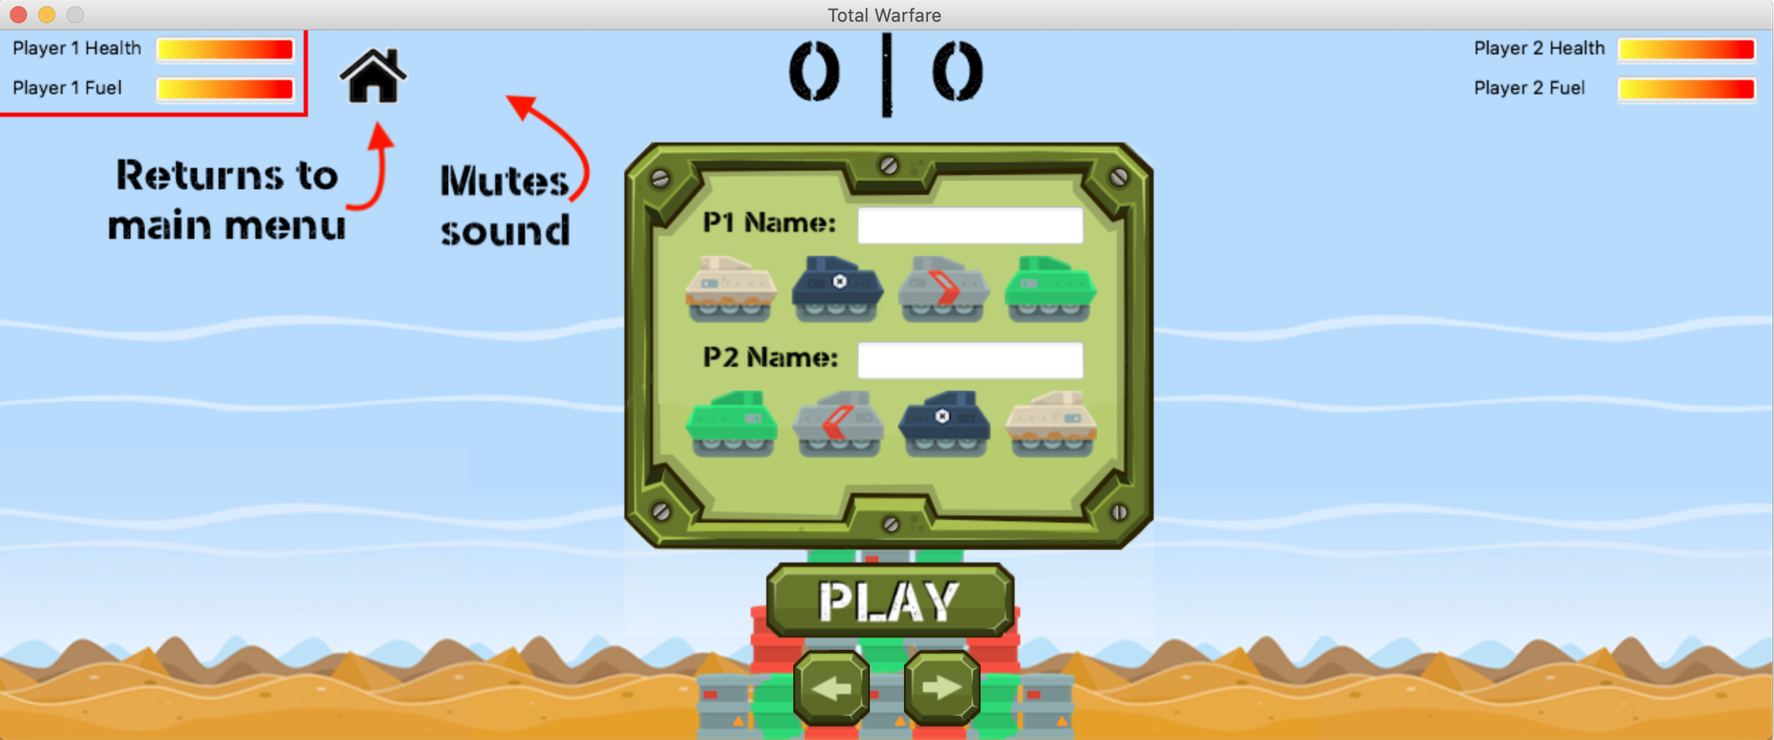 Total Warfare
Player 1 Health
Player 1 Fuel
0 | 0
Player 2 Health
Player 2 Fuel
Returns to
main menu
Mutes
sound
P1 Name:
P2 Name:
PLAY